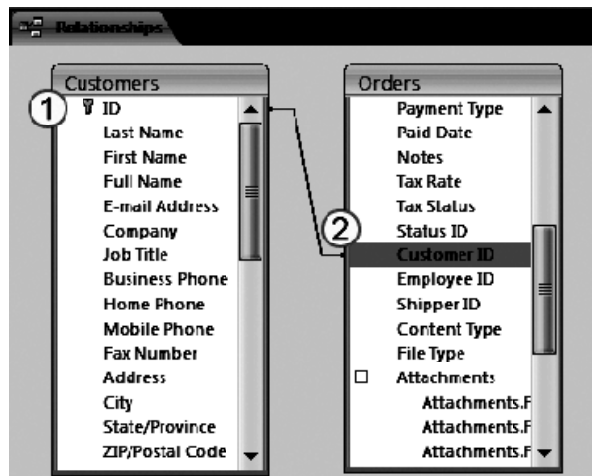 Relationships
Customers
1
ID
Last Name
First Name
Full Name
E-mail Address
Company
Job Title
Business Phone
Home Phone
Mobile Phone
Fax Number
Address
City
State/Province
ZIP/Postal Code
Orders
Payment Type
Paid Date
Notes
Tax Rate
Tax Status
2
Status ID
Customer ID
Employee ID
Shipper ID
Content Type
File Type
Attachments
Attachments.F
Attachments.F
Attachments.F